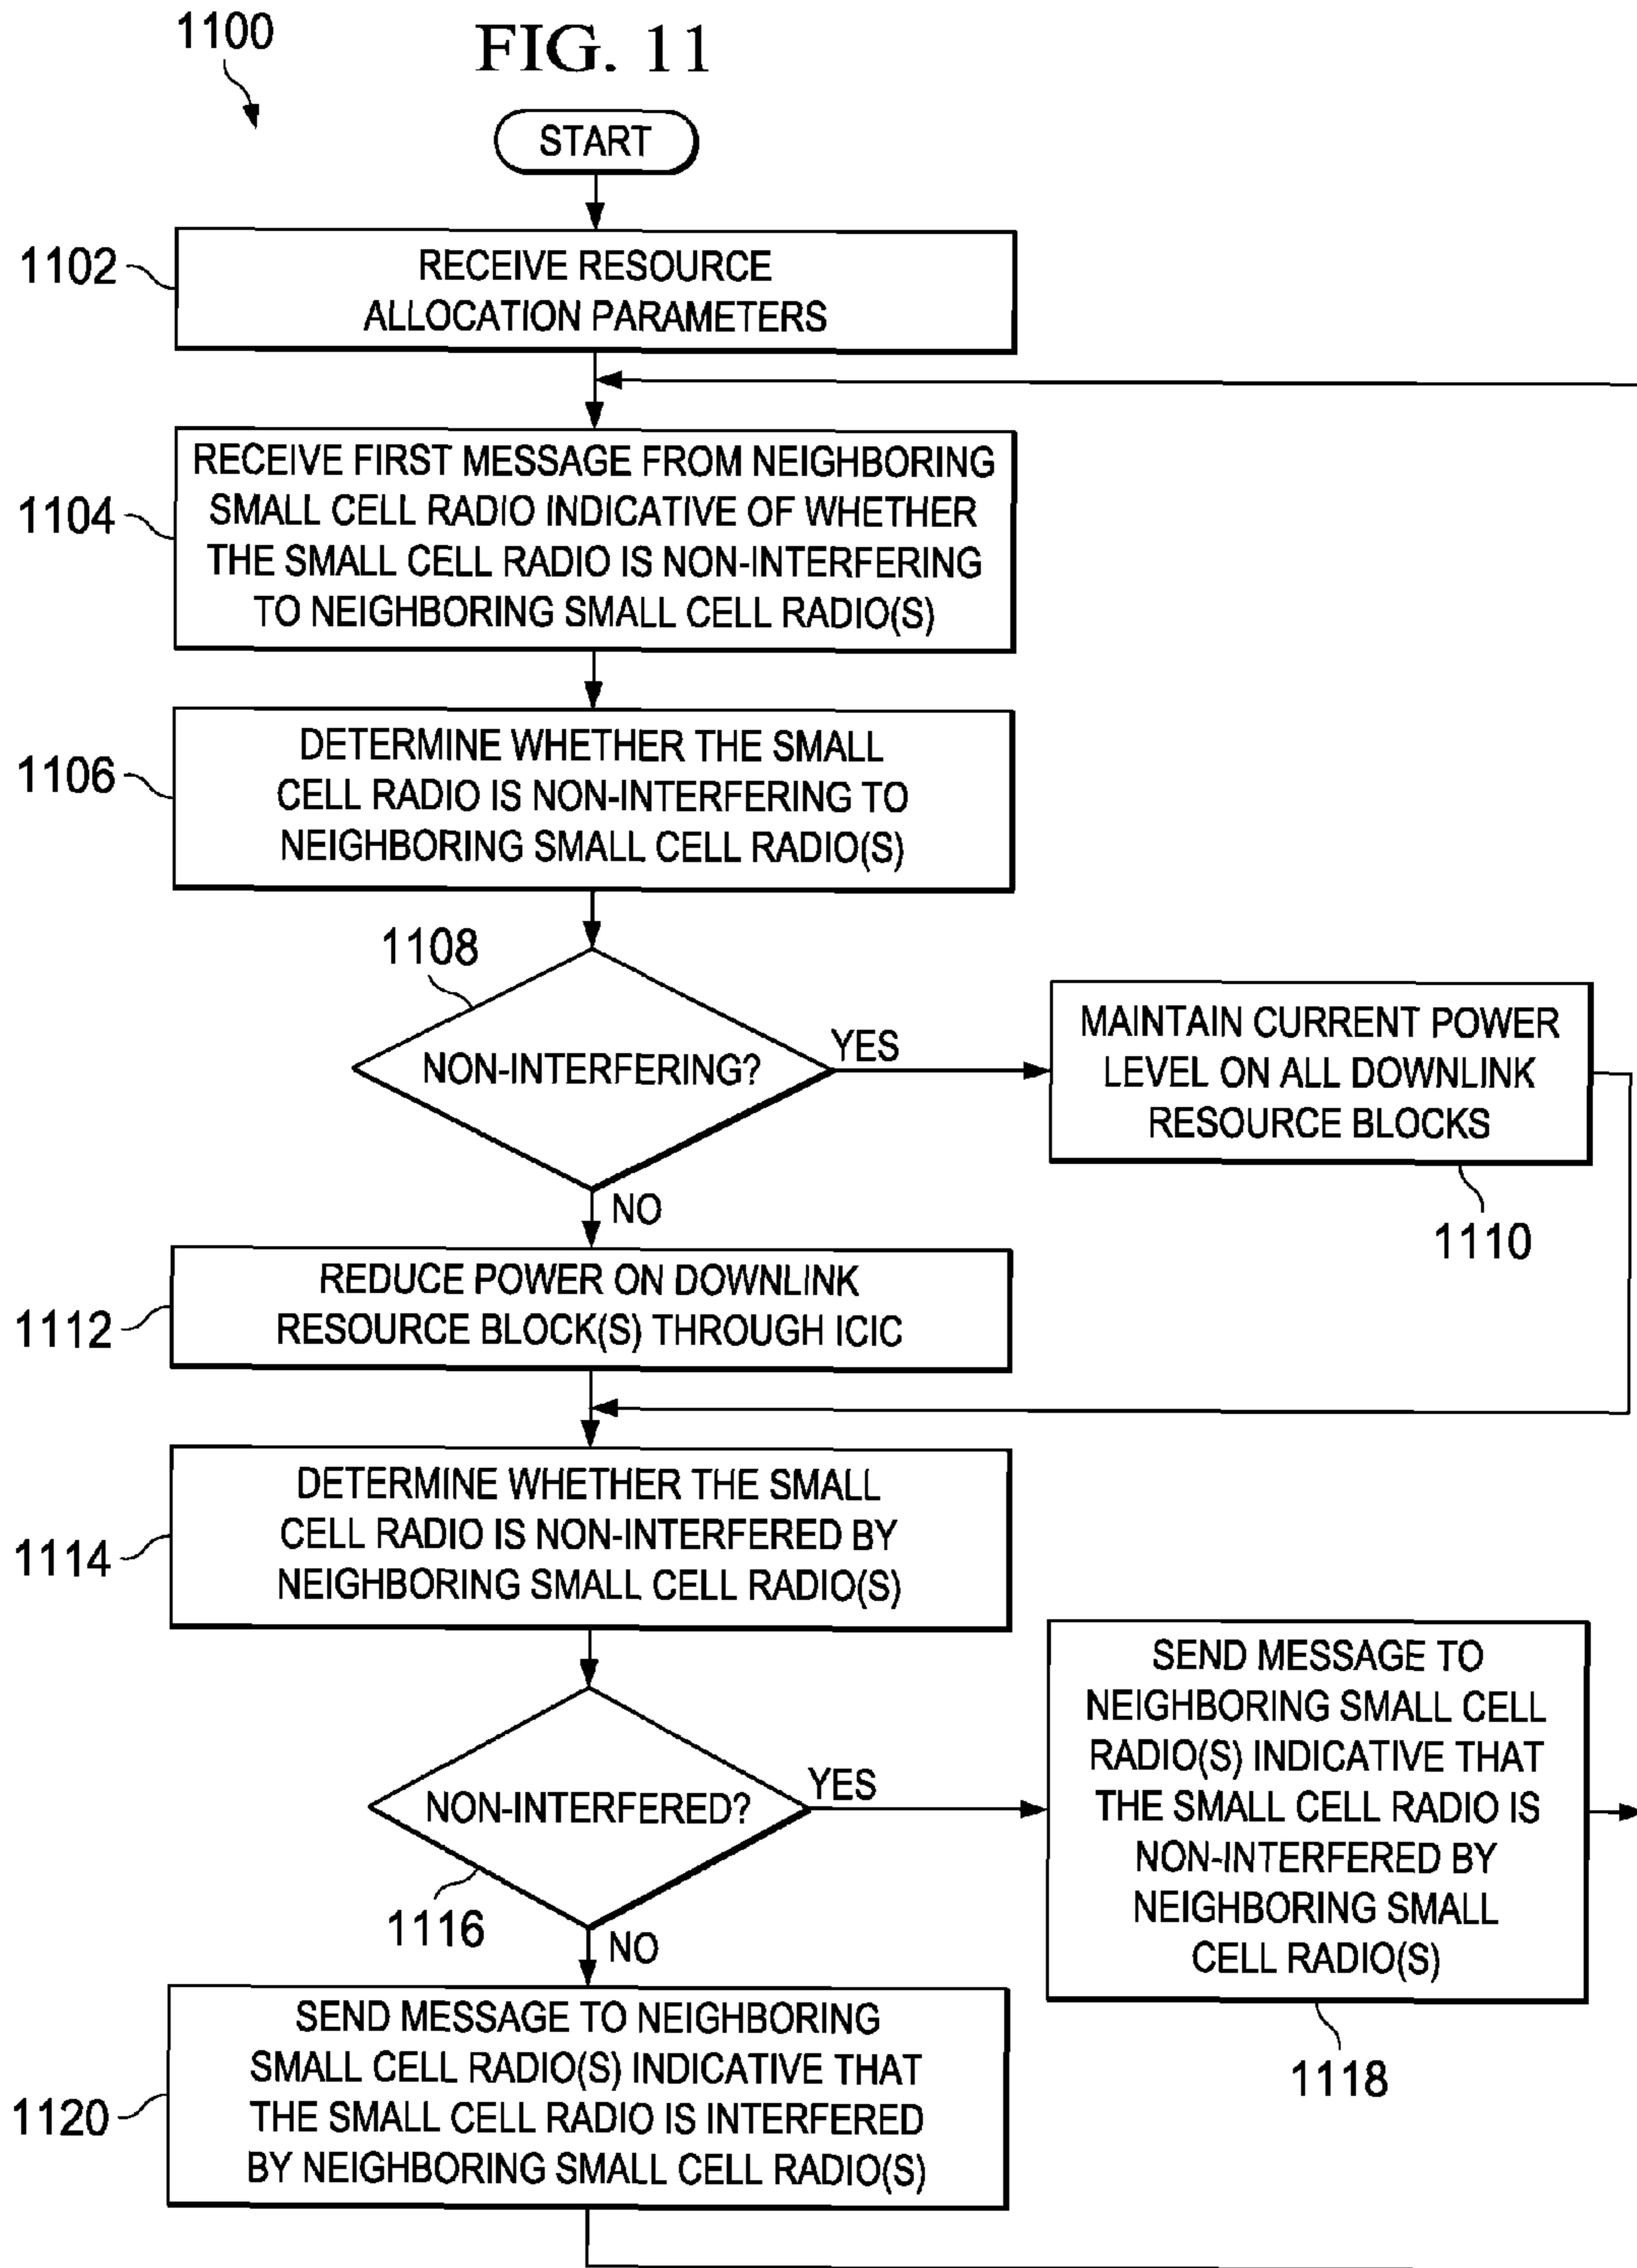 1100
FIG. 11
START
1102
RECEIVE RESOURCE
ALLOCATION PARAMETERS
1104
RECEIVE FIRST MESSAGE FROM NEIGHBORING
SMALL CELL RADIO INDICATIVE OF WHETHER
THE SMALL CELL RADIO IS NON-INTERFERING
TO NEIGHBORING SMALL CELL RADIO(S)
1106
DETERMINE WHETHER THE SMALL
CELL RADIO IS NON-INTERFERING TO
NEIGHBORING SMALL CELL RADIO(S)
1108
NON-INTERFERING?
YES
MAINTAIN CURRENT POWER
LEVEL ON ALL DOWNLINK
RESOURCE BLOCKS
1110
NO
1112
REDUCE POWER ON DOWNLINK
RESOURCE BLOCK(S) THROUGH ICIC
1114
DETERMINE WHETHER THE SMALL
CELL RADIO IS NON-INTERFERED BY
NEIGHBORING SMALL CELL RADIO(S)
NON-INTERFERED?
1116
YES
SEND MESSAGE TO
NEIGHBORING SMALL CELL
RADIO(S) INDICATIVE THAT
THE SMALL CELL RADIO IS
NON-INTERFERED BY
NEIGHBORING SMALL
CELL RADIO(S)
1118
NO
1120
SEND MESSAGE TO NEIGHBORING
SMALL CELL RADIO(S) INDICATIVE THAT
THE SMALL CELL RADIO IS INTERFERED
BY NEIGHBORING SMALL CELL RADIO(S)